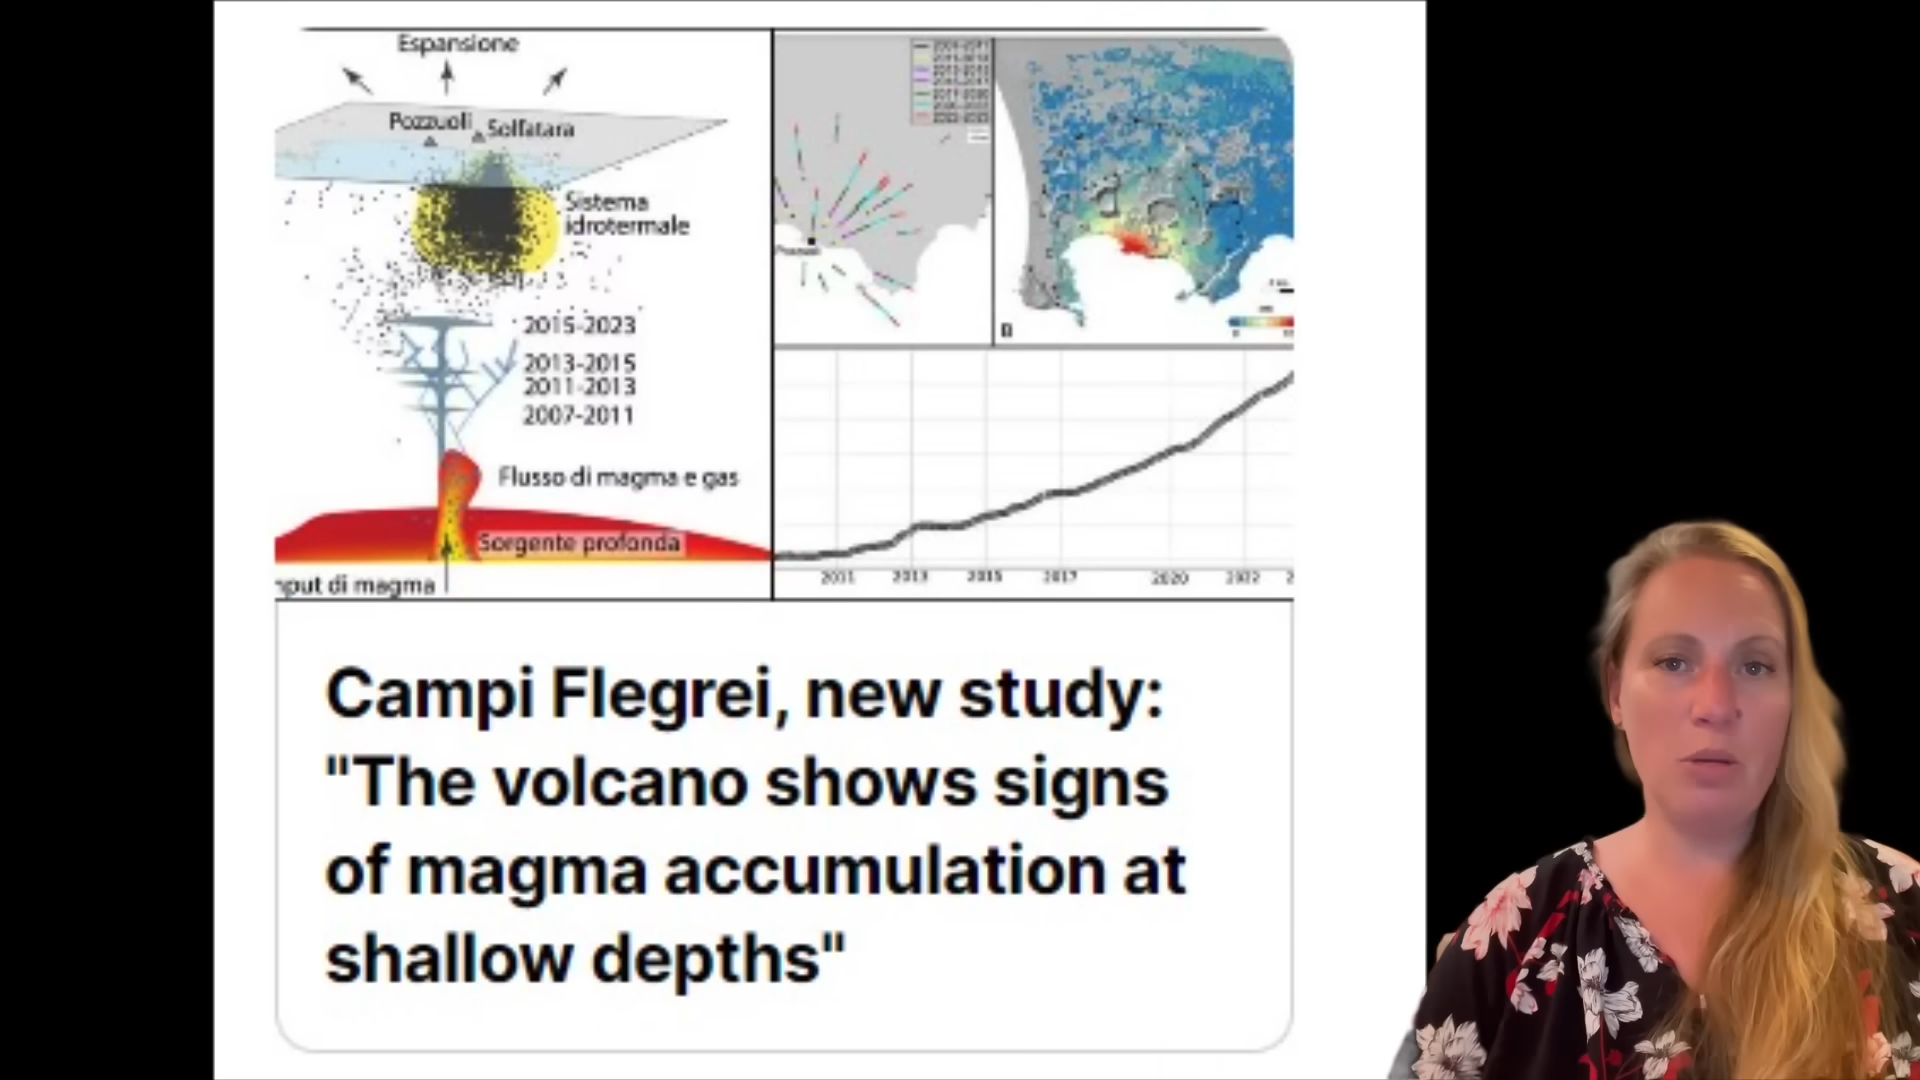 Espansione
Pozzuoli
Solfatara
Sistema
idrotermale
2015-2023
2013-2015
2011-2013
2007-2011
Flusso di magma e gas
Sorgente profonda
nput di magma
B
2011 2013 2015 2017 2020 2022 2
Campi Flegrei, new study:
"The volcano shows signs
of magma accumulation at
shallow depths"